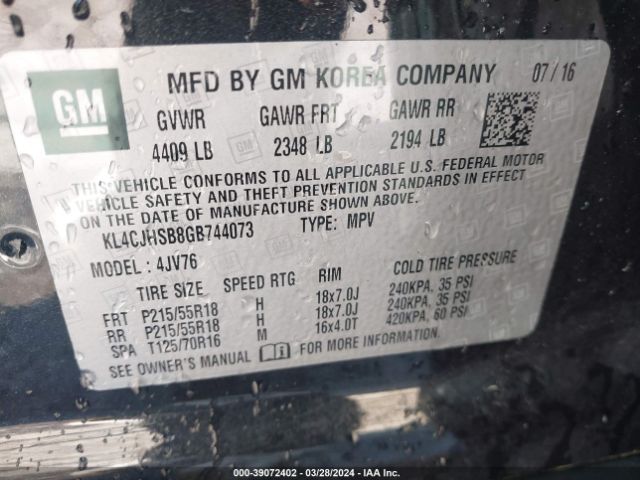 GM
MFD BY GM KOREA COMPANY 07/16
GVWR GAWR FRT GAWR RR
4409 LB 2348 LB 2194 LB
THIS VEHICLE CONFORMS TO ALL APPLICABLE U.S. FEDERAL MOTOR
VEHICLE SAFETY AND THEFT PREVENTION STANDARDS IN EFFECT
ON THE DATE OF MANUFACTURE SHOWN ABOVE.
KL4CJHSB8GB744073 TYPE: MPV
MODEL: 4JV76
TIRE SIZE SPEED RTG RIM COLD TIRE PRESSURE
FRT P215/55R18 H 18x7.0J 240KPA, 35 PSI
RR P215/55R18 H 18x7.0J 240KPA, 35 PSI
SPA T125/70R16 M 16x4.0T 420KPA, 60 PSI
SEE OWNER'S MANUAL FOR MORE INFORMATION.
000-39072402 - 03/28/2024 - IAA Inc.